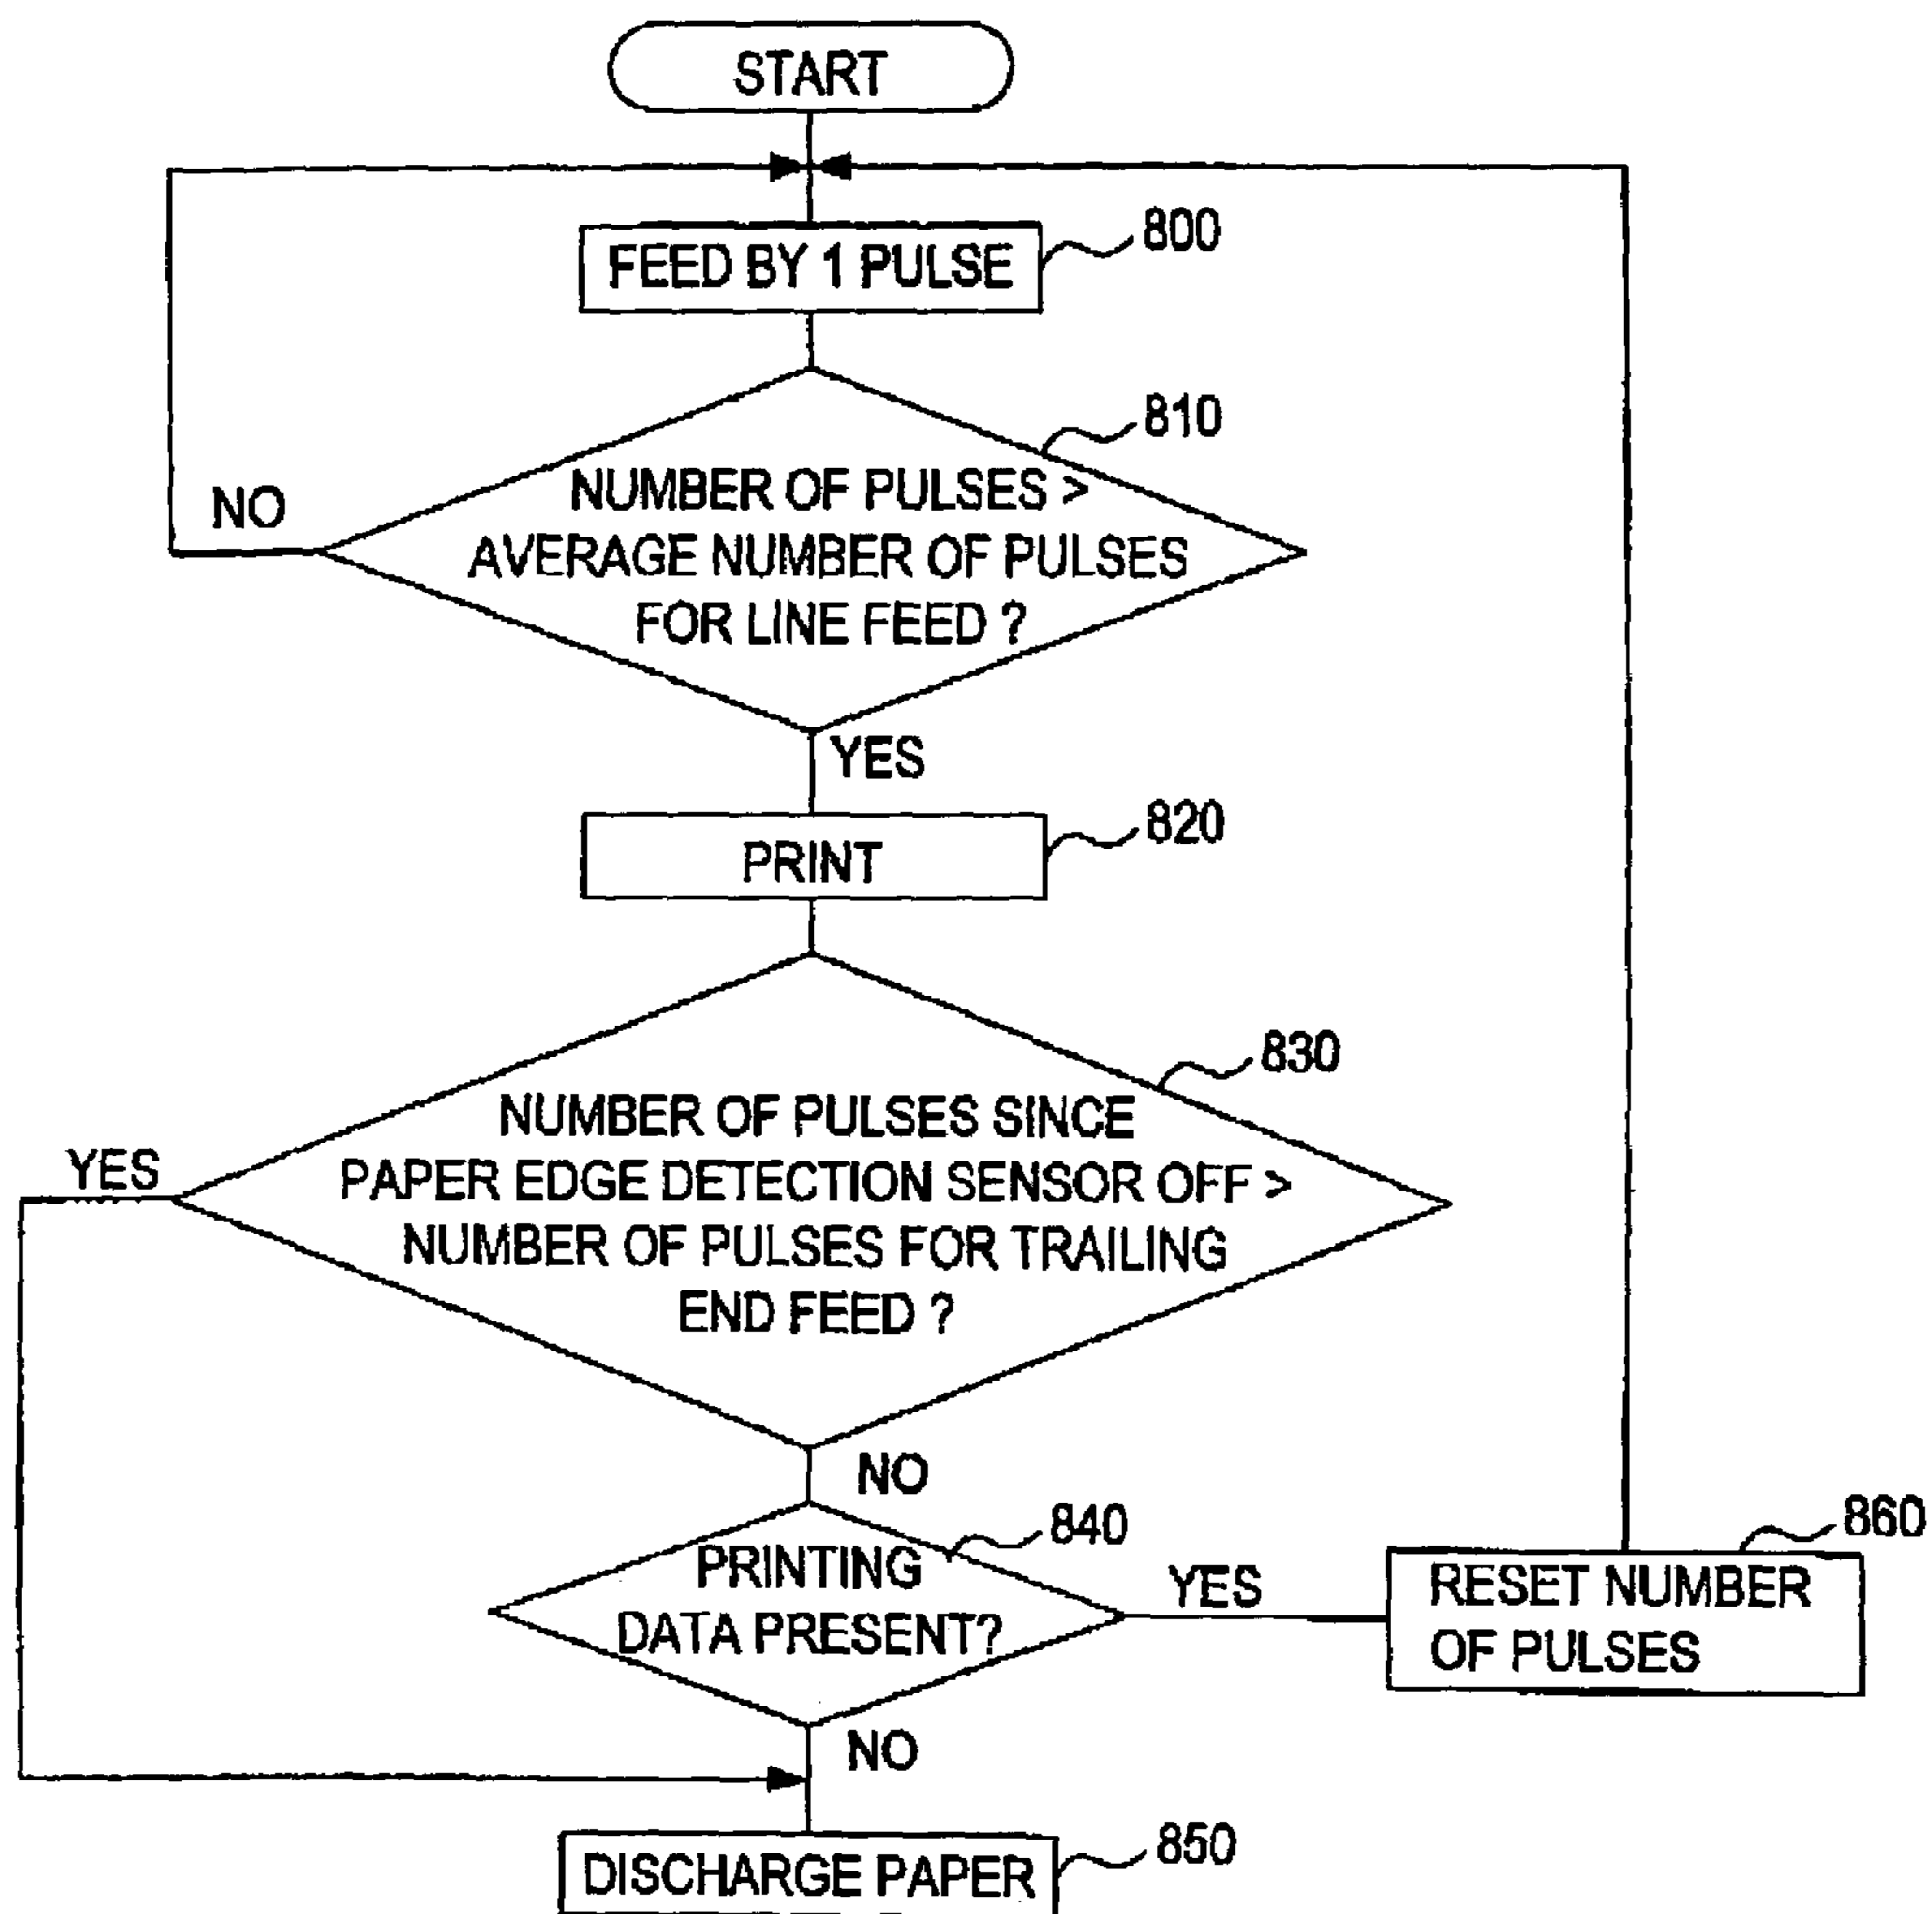 START
FEED BY 1 PULSE
800
810
NUMBER OF PULSES >
AVERAGE NUMBER OF PULSES
FOR LINE FEED ?
NO
YES
PRINT
820
830
NUMBER OF PULSES SINCE
PAPER EDGE DETECTION SENSOR OFF >
NUMBER OF PULSES FOR TRAILING
END FEED ?
YES
NO
840
PRINTING
DATA PRESENT?
YES
860
RESET NUMBER
OF PULSES
NO
DISCHARGE PAPER
850